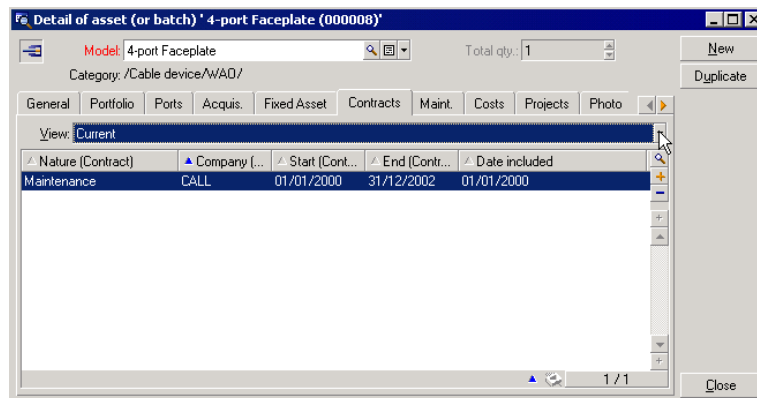 Detail of asset (or batch) ' 4-port Faceplate (000008)'
Model: 4-port Faceplate Total qty.: 1 New
Category: /Cable device/WAO/ Duplicate
General Portfolio Ports Acquis. Fixed Asset Contracts Maint. Costs Projects Photo
View: Current
Nature (Contract) Company (... Start (Cont... End (Contr... Date included
Maintenance CALL 01/01/2000 31/12/2002 01/01/2000
1 / 1
Close